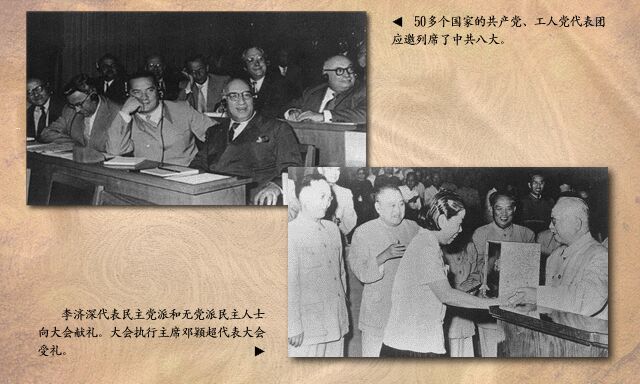 ◀ 50多个国家的共产党、工人党代表团
应邀列席了中共八大。
李济深代表民主党派和无党派民主人士
向大会献礼。大会执行主席邓颖超代表大会
受礼。 ▶